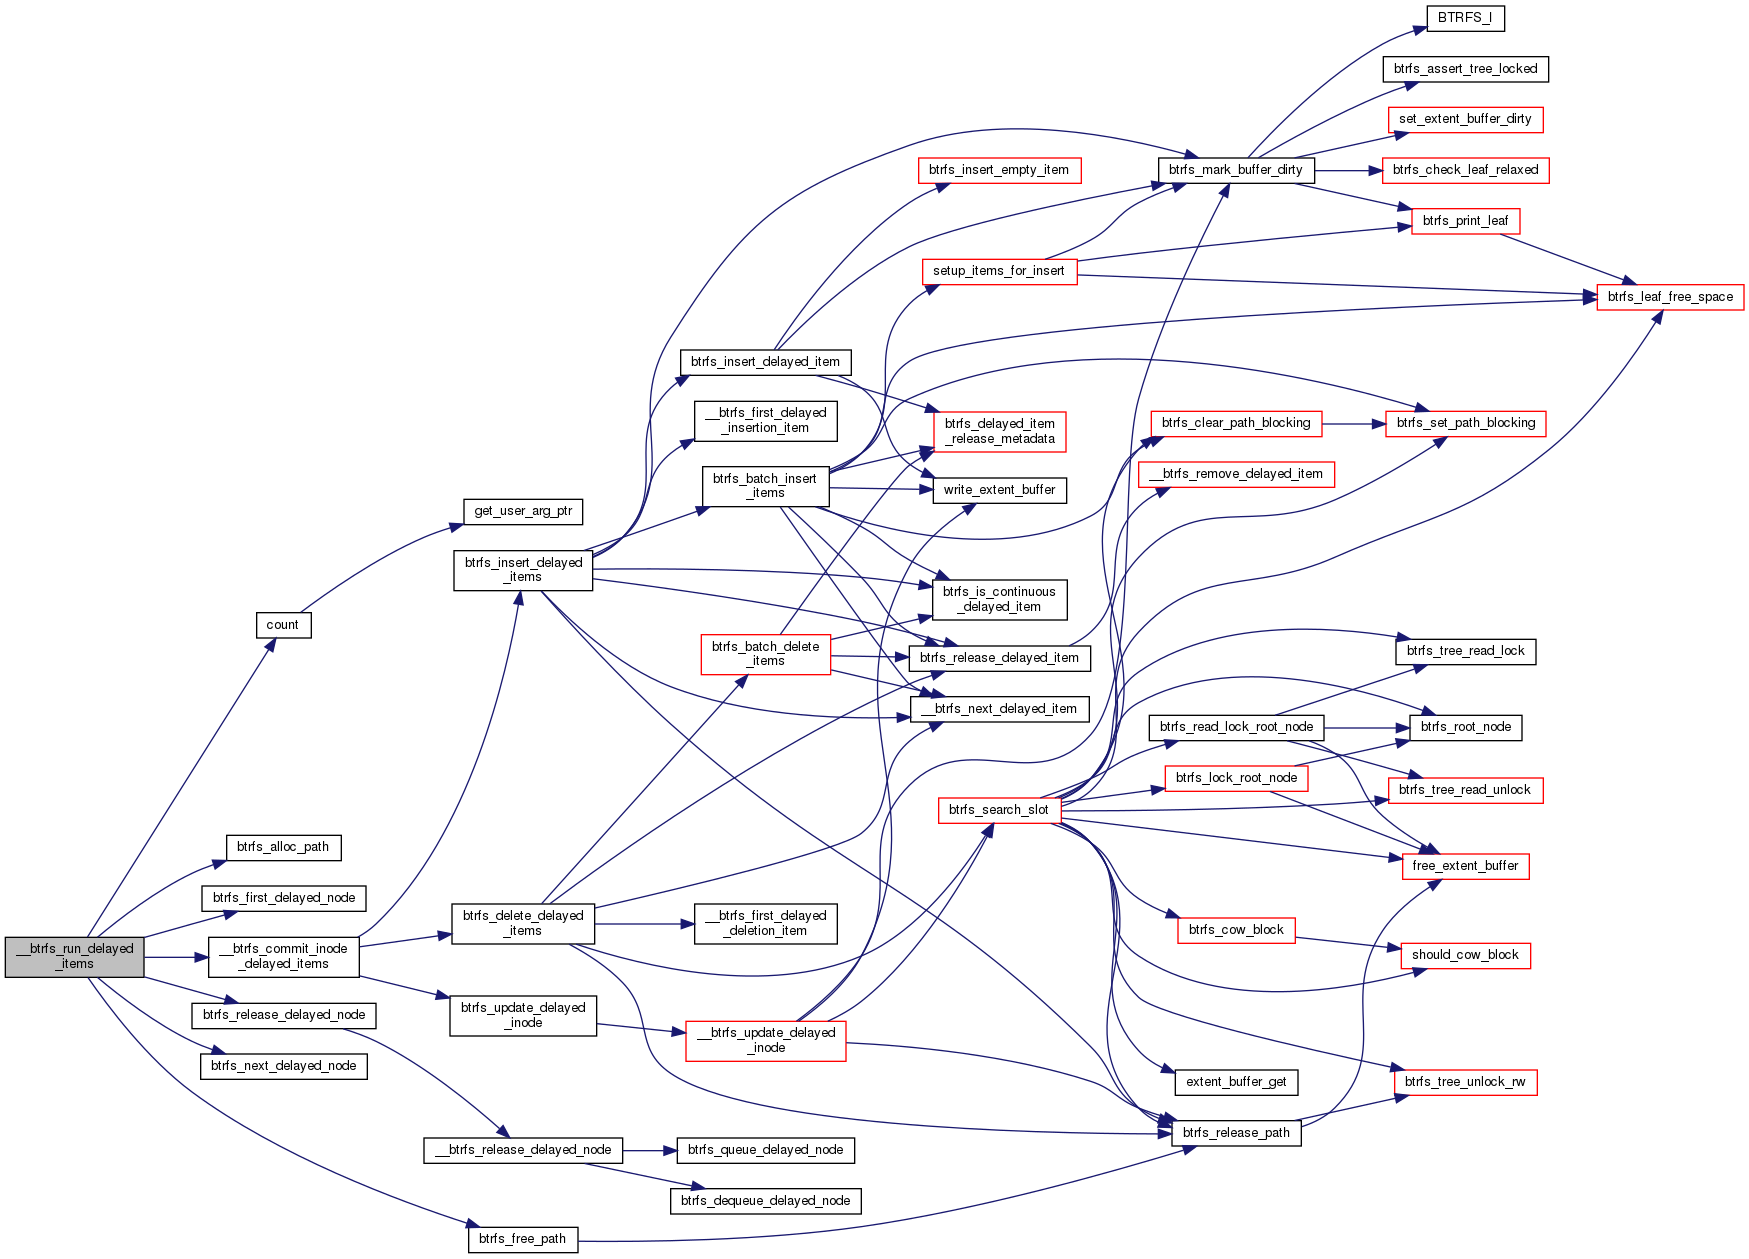 __btrfs_run_delayed
_items
count
get_user_arg_ptr
btrfs_alloc_path
btrfs_first_delayed_node
__btrfs_commit_inode
_delayed_items
btrfs_release_delayed_node
btrfs_next_delayed_node
btrfs_free_path
btrfs_insert_delayed
_items
btrfs_delete_delayed
_items
btrfs_update_delayed
_inode
__btrfs_release_delayed_node
btrfs_insert_delayed_item
__btrfs_first_delayed
_insertion_item
btrfs_batch_insert
_items
btrfs_batch_delete
_items
__btrfs_first_delayed
_deletion_item
__btrfs_update_delayed
_inode
btrfs_queue_delayed_node
btrfs_dequeue_delayed_node
btrfs_insert_empty_item
setup_items_for_insert
btrfs_delayed_item
_release_metadata
write_extent_buffer
btrfs_is_continuous
_delayed_item
btrfs_release_delayed_item
__btrfs_next_delayed_item
btrfs_search_slot
btrfs_mark_buffer_dirty
btrfs_clear_path_blocking
__btrfs_remove_delayed_item
btrfs_read_lock_root_node
btrfs_lock_root_node
btrfs_cow_block
extent_buffer_get
btrfs_release_path
BTRFS_I
btrfs_assert_tree_locked
set_extent_buffer_dirty
btrfs_check_leaf_relaxed
btrfs_print_leaf
btrfs_leaf_free_space
btrfs_set_path_blocking
btrfs_tree_read_lock
btrfs_root_node
btrfs_tree_read_unlock
free_extent_buffer
should_cow_block
btrfs_tree_unlock_rw